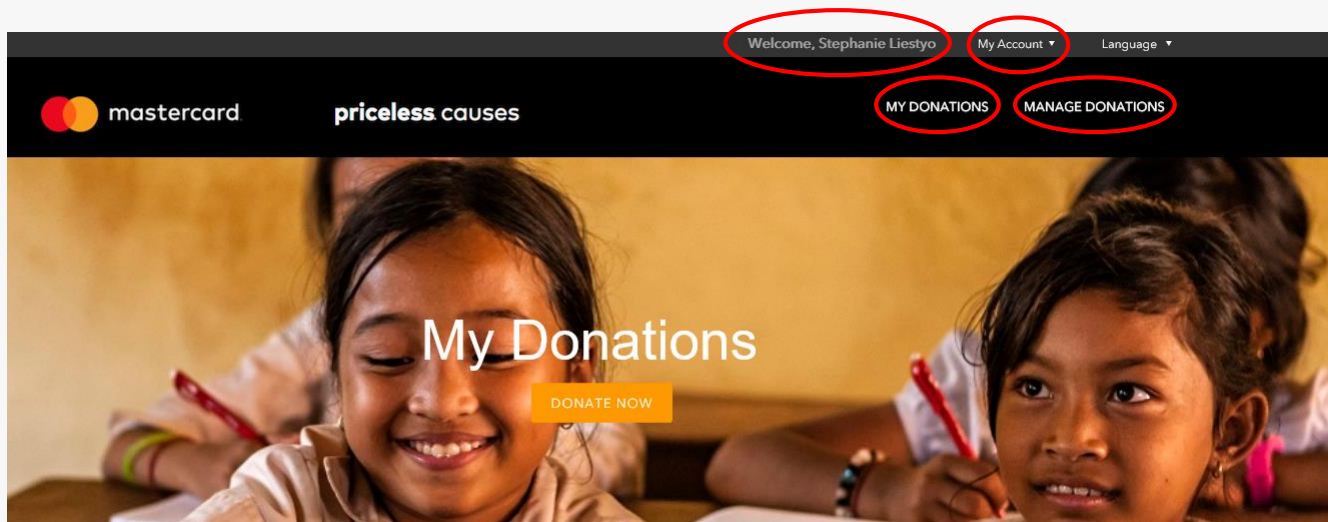 Welcome, Stephanie Liestyo My Account ▼ Language ▼
mastercard. priceless causes MY DONATIONS MANAGE DONATIONS
My Donations
DONATE NOW